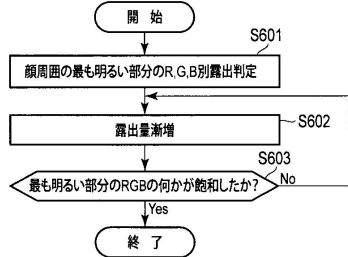 開 始
S601
顔周囲の最も明るい部分のR,G,B別露出判定
S602
露出量漸増
S603
最も明るい部分のRGBの何かが飽和したか?
No
Yes
終 了